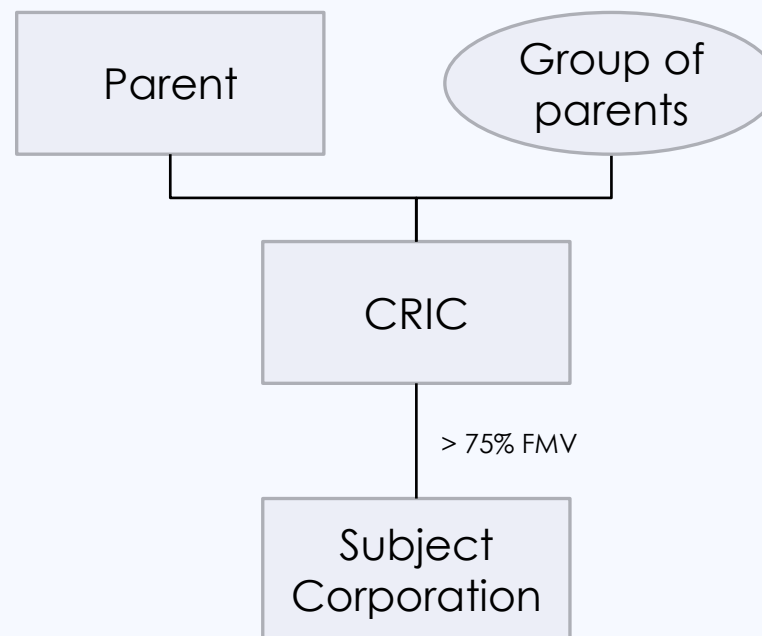 Parent
Group of
parents
CRIC
> 75% FMV
Subject
Corporation